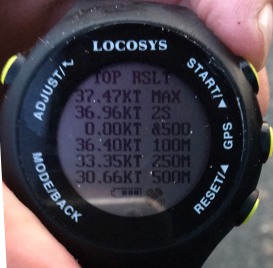 LOCOSYS
ADJUST/
START/▼
TOP RSLT
37.47KT MAX
36.96KT 2S
0.00KT &50D
36.40KT 100M
33.35KT 250M
30.66KT 500M
GPS
MODE/BACK
RESET/▲